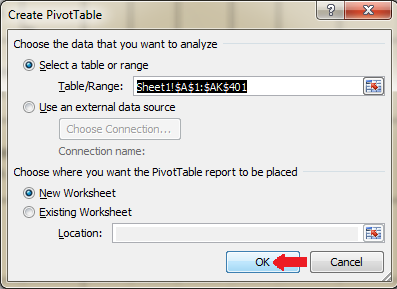 Create PivotTable
Choose the data that you want to analyze
Select a table or range
Table/Range: Sheet1!$A$1:$AK$401
Use an external data source
Choose Connection...
Connection name:
Choose where you want the PivotTable report to be placed
New Worksheet
Existing Worksheet
Location:
OK Cancel